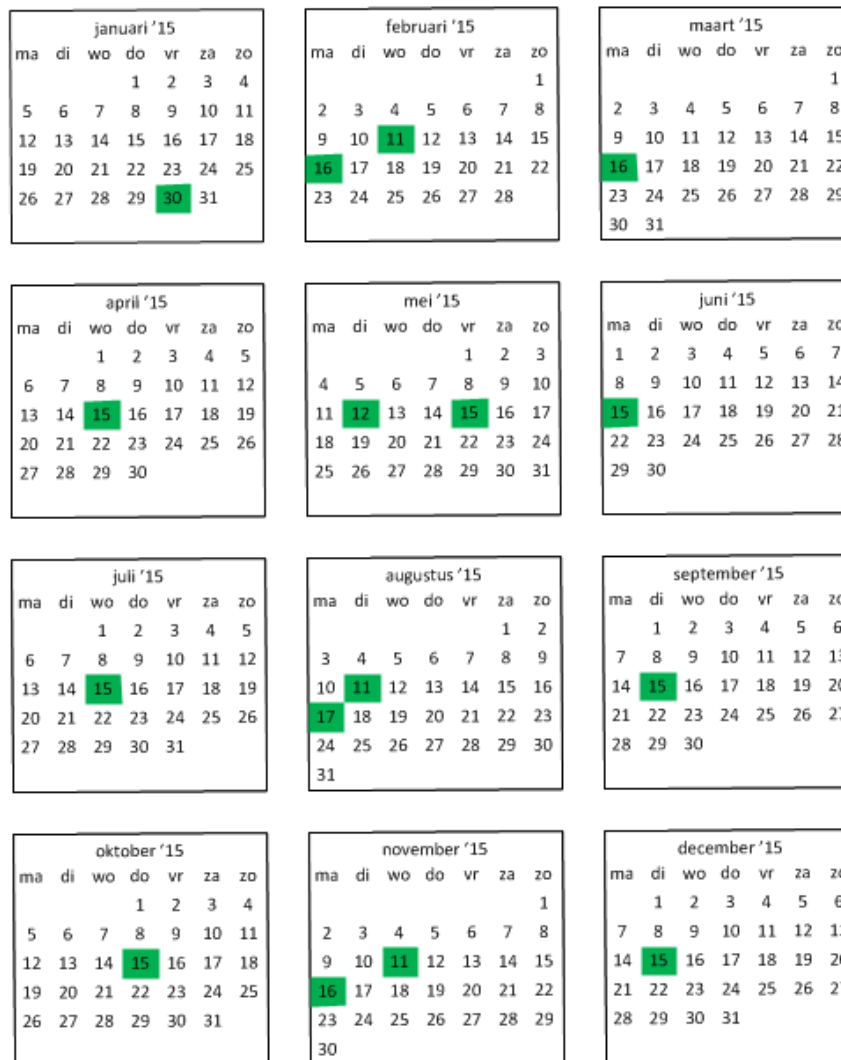 januari '15
ma di wo do vr za zo
1 2 3 4
5 6 7 8 9 10 11
12 13 14 15 16 17 18
19 20 21 22 23 24 25
26 27 28 29 30 31
februari '15
ma di wo do vr za zo
1
2 3 4 5 6 7 8
9 10 11 12 13 14 15
16 17 18 19 20 21 22
23 24 25 26 27 28
maart '15
ma di wo do vr za zo
1
2 3 4 5 6 7 8
9 10 11 12 13 14 15
16 17 18 19 20 21 22
23 24 25 26 27 28 29
30 31
april '15
ma di wo do vr za zo
1 2 3 4 5
6 7 8 9 10 11 12
13 14 15 16 17 18 19
20 21 22 23 24 25 26
27 28 29 30
mei '15
ma di wo do vr za zo
1 2 3
4 5 6 7 8 9 10
11 12 13 14 15 16 17
18 19 20 21 22 23 24
25 26 27 28 29 30 31
juni '15
ma di wo do vr za zo
1 2 3 4 5 6 7
8 9 10 11 12 13 14
15 16 17 18 19 20 21
22 23 24 25 26 27 28
29 30
juli '15
ma di wo do vr za zo
1 2 3 4 5
6 7 8 9 10 11 12
13 14 15 16 17 18 19
20 21 22 23 24 25 26
27 28 29 30 31
augustus '15
ma di wo do vr za zo
1 2
3 4 5 6 7 8 9
10 11 12 13 14 15 16
17 18 19 20 21 22 23
24 25 26 27 28 29 30
31
september '15
ma di wo do vr za zo
1 2 3 4 5 6
7 8 9 10 11 12 13
14 15 16 17 18 19 20
21 22 23 24 25 26 27
28 29 30
oktober '15
ma di wo do vr za zo
1 2 3 4
5 6 7 8 9 10 11
12 13 14 15 16 17 18
19 20 21 22 23 24 25
26 27 28 29 30 31
november '15
ma di wo do vr za zo
1
2 3 4 5 6 7 8
9 10 11 12 13 14 15
16 17 18 19 20 21 22
23 24 25 26 27 28 29
30
december '15
ma di wo do vr za zo
1 2 3 4 5 6
7 8 9 10 11 12 13
14 15 16 17 18 19 20
21 22 23 24 25 26 27
28 29 30 31